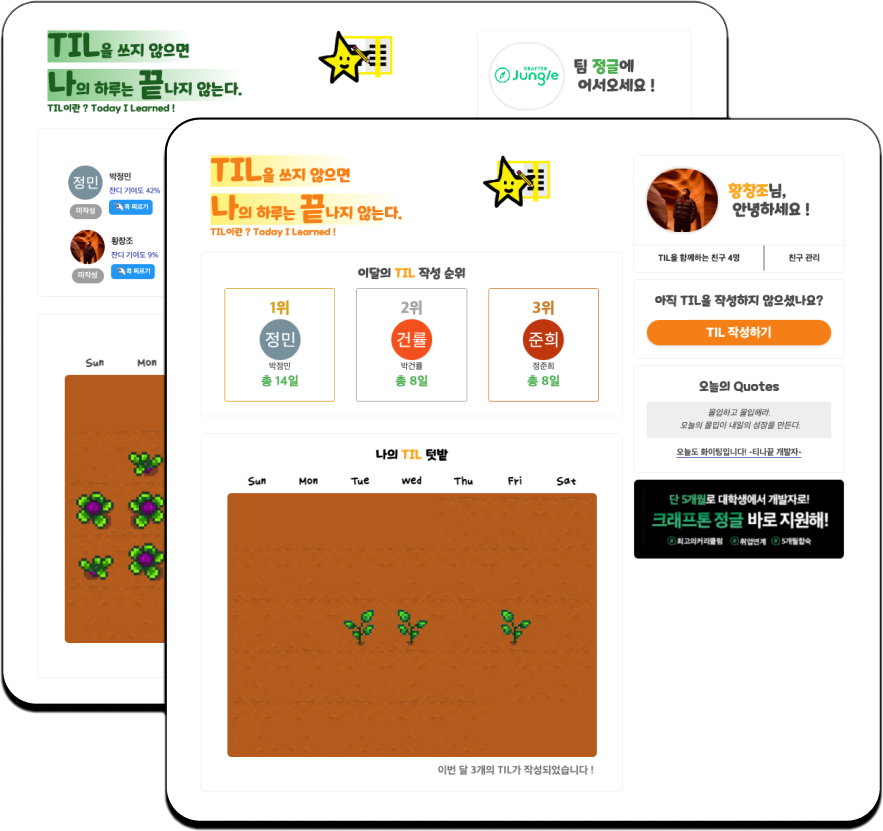 TIL을 쓰지 않으면
나의 하루는 끝나지 않는다.
TIL이란 ? Today I Learned !
KRAFTON
Jungle
팀 정글에
어서오세요 !
정민
박정민
잔디 기여도 42%
미작성
콕 찌르기
황창조
잔디 기여도 9%
미작성
콕 찌르기
Sun Mon
TIL을 쓰지 않으면
나의 하루는 끝나지 않는다.
TIL이란 ? Today I Learned !
이달의 TIL 작성 순위
1위
정민
박정민
총 14일
2위
건률
박건률
총 8일
3위
준희
정준희
총 8일
나의 TIL 텃밭
Sun Mon Tue Wed Thu Fri Sat
이번 달 3개의 TIL가 작성되었습니다 !
황창조님,
안녕하세요 !
TIL을 함께하는 친구 4명
친구 관리
아직 TIL을 작성하지 않으셨나요?
TIL 작성하기
오늘의 Quotes
몰입하고 몰입해라.
오늘의 몰입이 내일의 성장을 만든다.
오늘도 화이팅입니다! -티나끝 개발자-
단 5개월로 대학생에서 개발자로!
크래프톤 정글 바로 지원해!
#최고의커리큘럼 #취업연계 #5개월합숙